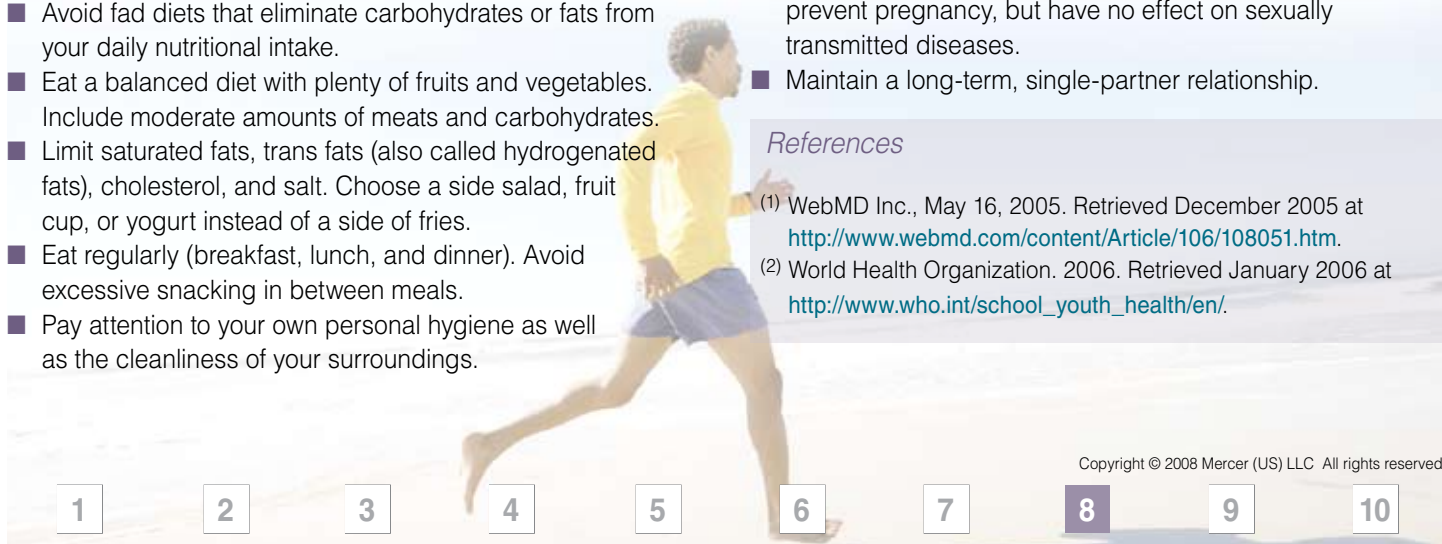 ■ Avoid fad diets that eliminate carbohydrates or fats from
your daily nutritional intake.
■ Eat a balanced diet with plenty of fruits and vegetables.
Include moderate amounts of meats and carbohydrates.
■ Limit saturated fats, trans fats (also called hydrogenated
fats), cholesterol, and salt. Choose a side salad, fruit
cup, or yogurt instead of a side of fries.
■ Eat regularly (breakfast, lunch, and dinner). Avoid
excessive snacking in between meals.
■ Pay attention to your own personal hygiene as well
as the cleanliness of your surroundings.
prevent pregnancy, but have no effect on sexually
transmitted diseases.
■ Maintain a long-term, single-partner relationship.
References
(1) WebMD Inc., May 16, 2005. Retrieved December 2005 at
http://www.webmd.com/content/Article/106/108051.htm.
(2) World Health Organization. 2006. Retrieved January 2006 at
http://www.who.int/school_youth_health/en/.
Copyright © 2008 Mercer (US) LLC All rights reserved
1 2 3 4 5 6 7 8 9 10